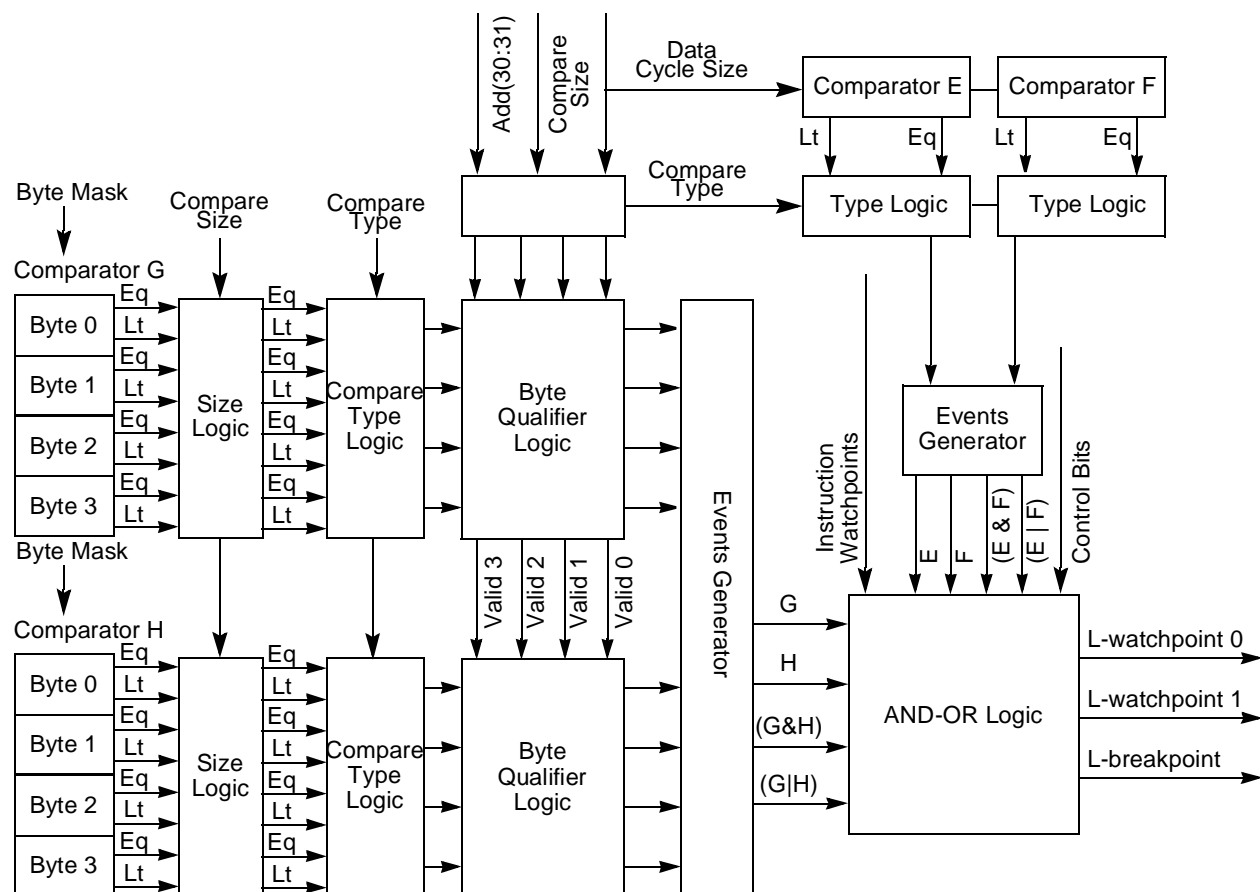 Add(30:31)
Compare
Size
Data
Cycle Size
Comparator E
Comparator F
Lt
Eq
Lt
Eq
Compare
Type
Type Logic
Type Logic
Byte Mask
Compare
Size
Compare
Type
Comparator G
Byte 0
Byte 1
Byte 2
Byte 3
Eq
Lt
Eq
Lt
Eq
Lt
Eq
Lt
Size
Logic
Eq
Lt
Eq
Lt
Eq
Lt
Eq
Lt
Compare
Type
Logic
Byte
Qualifier
Logic
Events Generator
Instruction
Watchpoints
Events
Generator
Control Bits
E
F
(E & F)
(E | F)
Valid 3
Valid 2
Valid 1
Valid 0
Byte Mask
Comparator H
Byte 0
Byte 1
Byte 2
Byte 3
Eq
Lt
Eq
Lt
Eq
Lt
Eq
Lt
Size
Logic
Eq
Lt
Eq
Lt
Eq
Lt
Eq
Lt
Compare
Type
Logic
Byte
Qualifier
Logic
G
H
(G&H)
(G|H)
AND-OR Logic
L-watchpoint 0
L-watchpoint 1
L-breakpoint